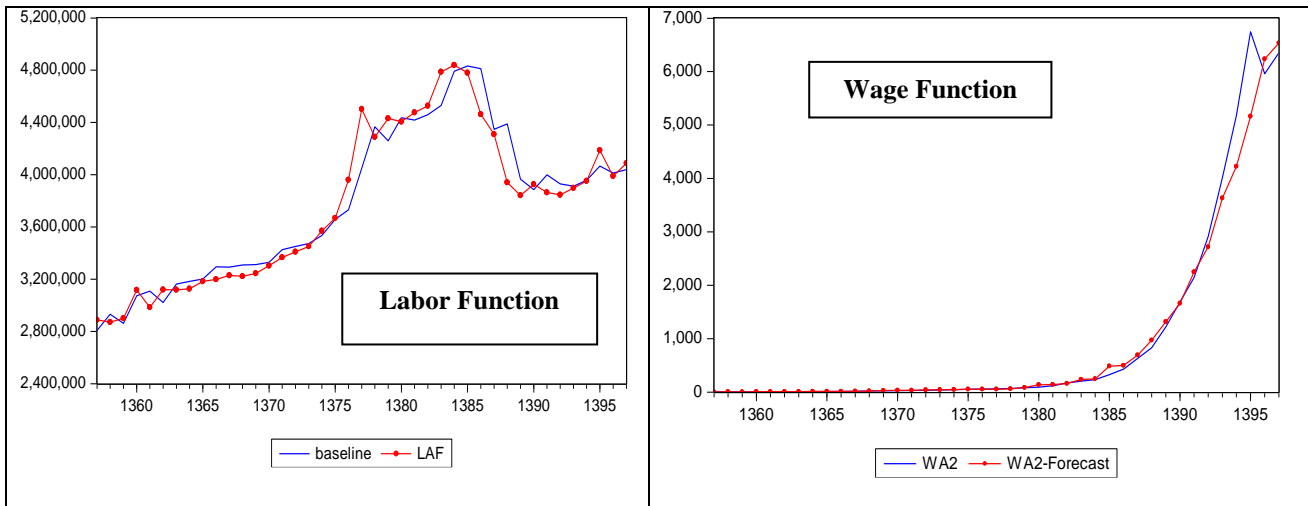 5,200,000
4,800,000
4,400,000
4,000,000
3,600,000
3,200,000
2,800,000
2,400,000
Labor Function
1360 1365 1370 1375 1380 1385 1390 1395
baseline LAF
7,000
6,000
5,000
4,000
3,000
2,000
1,000
0
Wage Function
1360 1365 1370 1375 1380 1385 1390 1395
WA2 WA2-Forecast